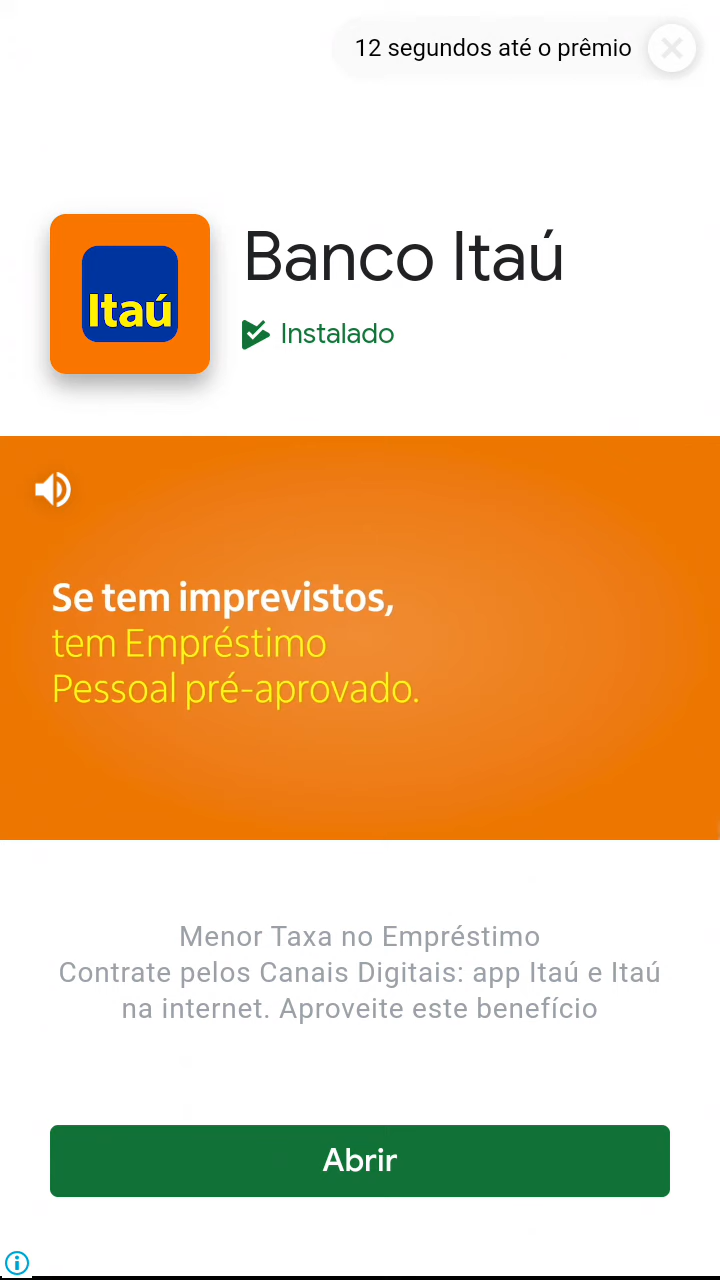 12 segundos até o prêmio
Itaú
Banco Itaú
Instalado
Se tem imprevistos,
tem Empréstimo
Pessoal pré-aprovado.
Menor Taxa no Empréstimo
Contrate pelos Canais Digitais: app Itaú e Itaú
na internet. Aproveite este benefício
Abrir